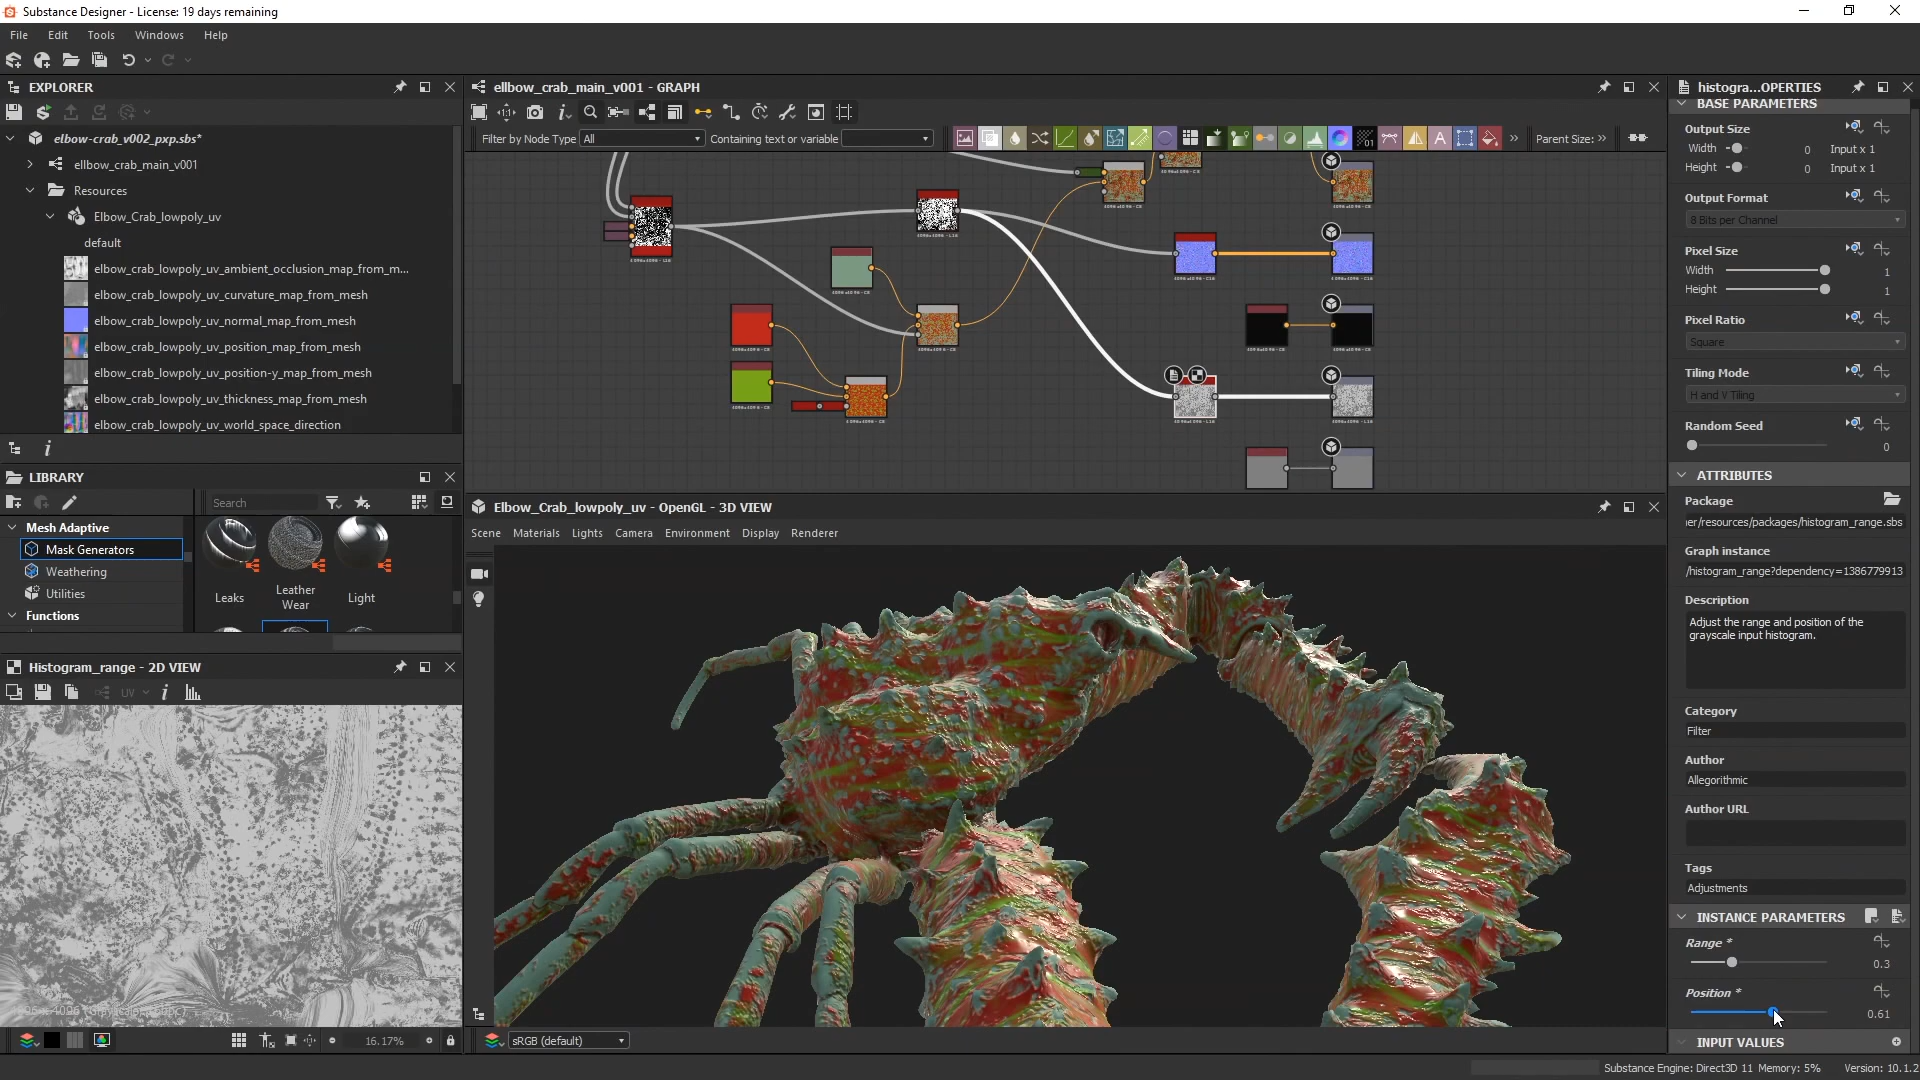 Substance Designer - License: 19 days remaining
File Edit Tools Windows Help
EXPLORER
elbow-crab_v002_pxp.sbs*
ellbow_crab_main_v001
Resources
Elbow_Crab_lowpoly_uv
default
elbow_crab_lowpoly_uv_ambient_occlusion_map_from_m...
elbow_crab_lowpoly_uv_curvature_map_from_mesh
elbow_crab_lowpoly_uv_normal_map_from_mesh
elbow_crab_lowpoly_uv_position_map_from_mesh
elbow_crab_lowpoly_uv_position-y_map_from_mesh
elbow_crab_lowpoly_uv_thickness_map_from_mesh
elbow_crab_lowpoly_uv_world_space_direction
LIBRARY
Search
Mesh Adaptive
Mask Generators
Weathering
Utilities
Functions
Leaks
Leather Wear
Light
Histogram_range - 2D VIEW
UV
16.17%
ellbow_crab_main_v001 - GRAPH
Filter by Node Type All Containing text or variable
Parent Size:
Elbow_Crab_lowpoly_uv - OpenGL - 3D VIEW
Scene Materials Lights Camera Environment Display Renderer
sRGB (default)
histogra...OPERTIES
BASE PARAMETERS
Output Size
Width 0 Input x 1
Height 0 Input x 1
Output Format
8 Bits per Channel
Pixel Size
Width 1
Height 1
Pixel Ratio
Square
Tiling Mode
H and V Tiling
Random Seed
0
ATTRIBUTES
Package
er/resources/packages/histogram_range.sbs
Graph instance
/histogram_range?dependency=1386779913
Description
Adjust the range and position of the
grayscale input histogram.
Category
Filter
Author
Allegorithmic
Author URL
Tags
Adjustments
INSTANCE PARAMETERS
Range *
0.3
Position *
0.61
INPUT VALUES
Substance Engine: Direct3D 11 Memory: 5% Version: 10.1.2